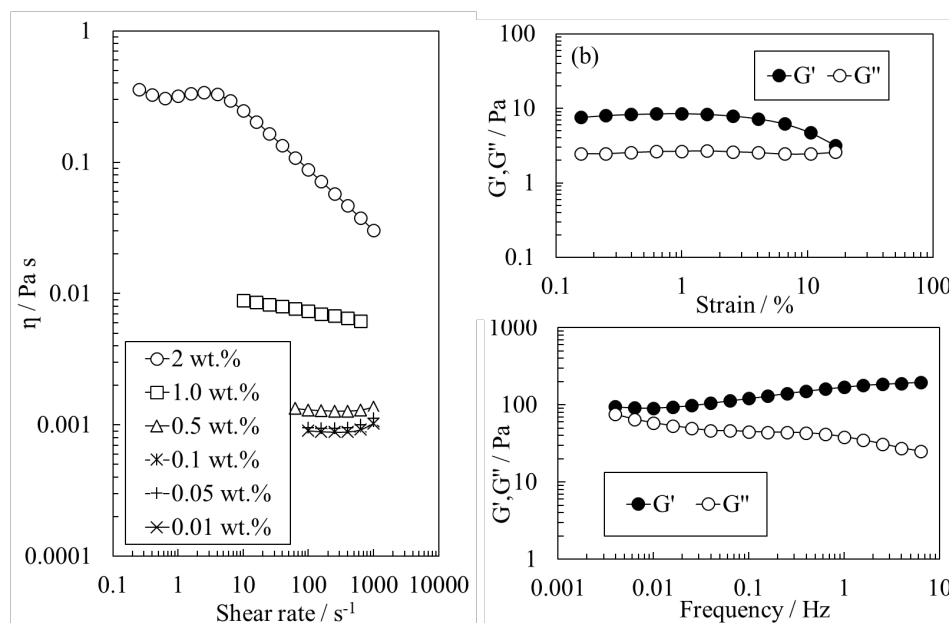 1
0.1
0.01
0.001
0.0001
η / Pa s
2 wt.%
1.0 wt.%
0.5 wt.%
0.1 wt.%
0.05 wt.%
0.01 wt.%
0.1 1 10 100 1000 10000
Shear rate / s-1
(b)
G' G''
100
10
1
0.1
G',G'' / Pa
0.1 1 10 100
Strain / %
1000
100
10
1
G',G'' / Pa
G' G''
0.001 0.01 0.1 1 10
Frequency / Hz